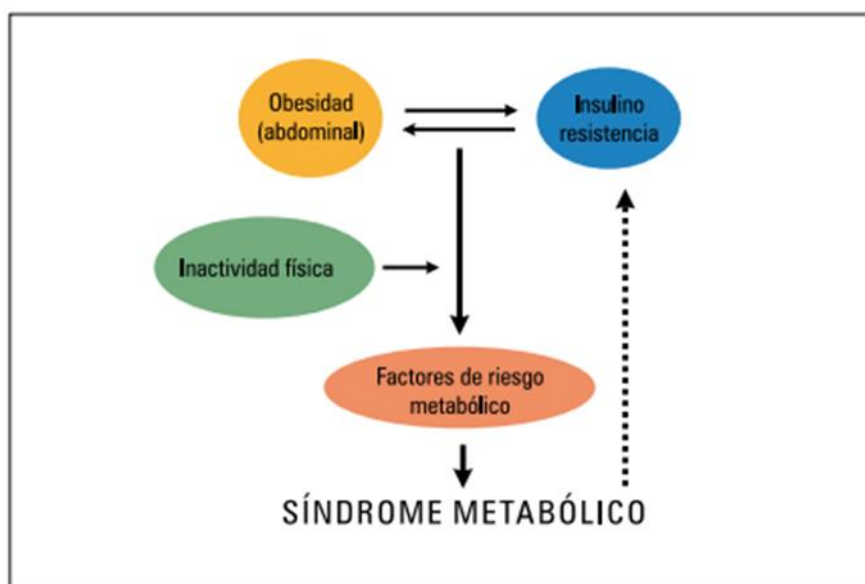 Obesidad
(abdominal)
Insulino
resistencia
Inactividad física
Factores de riesgo
metabólico
SÍNDROME METABÓLICO